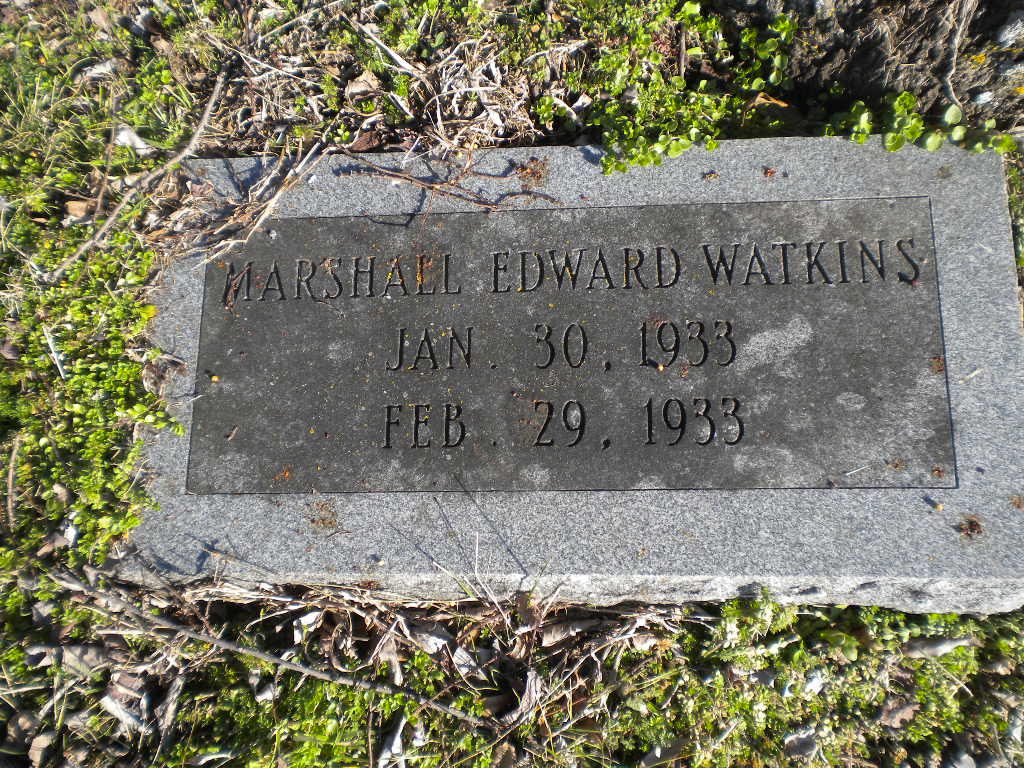 MARSHALL EDWARD WATKINS
JAN. 30, 1933
FEB. 29, 1933